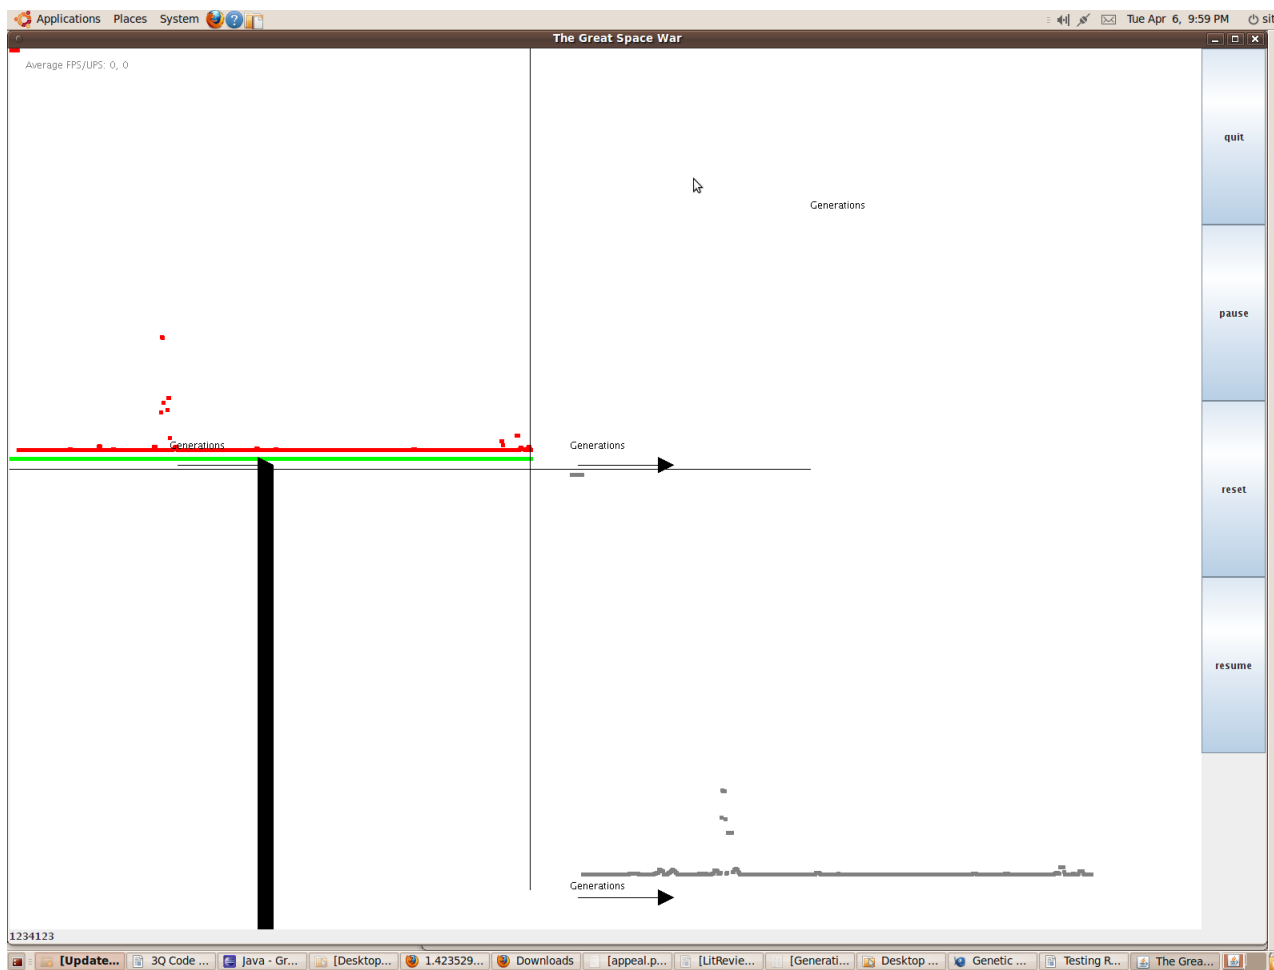 Applications Places System
Tue Apr 6, 9:59 PM
sit
The Great Space War
Average FPS/UPS: 0, 0
quit
Generations
pause
Generations
Generations
reset
resume
Generations
1234123
[Update...
3Q Code ...
Java - Gr...
[Desktop...
1.423529...
Downloads
[appeal.p...
[LitRevie...
[Generati...
Desktop ...
Genetic ...
Testing R...
The Grea...